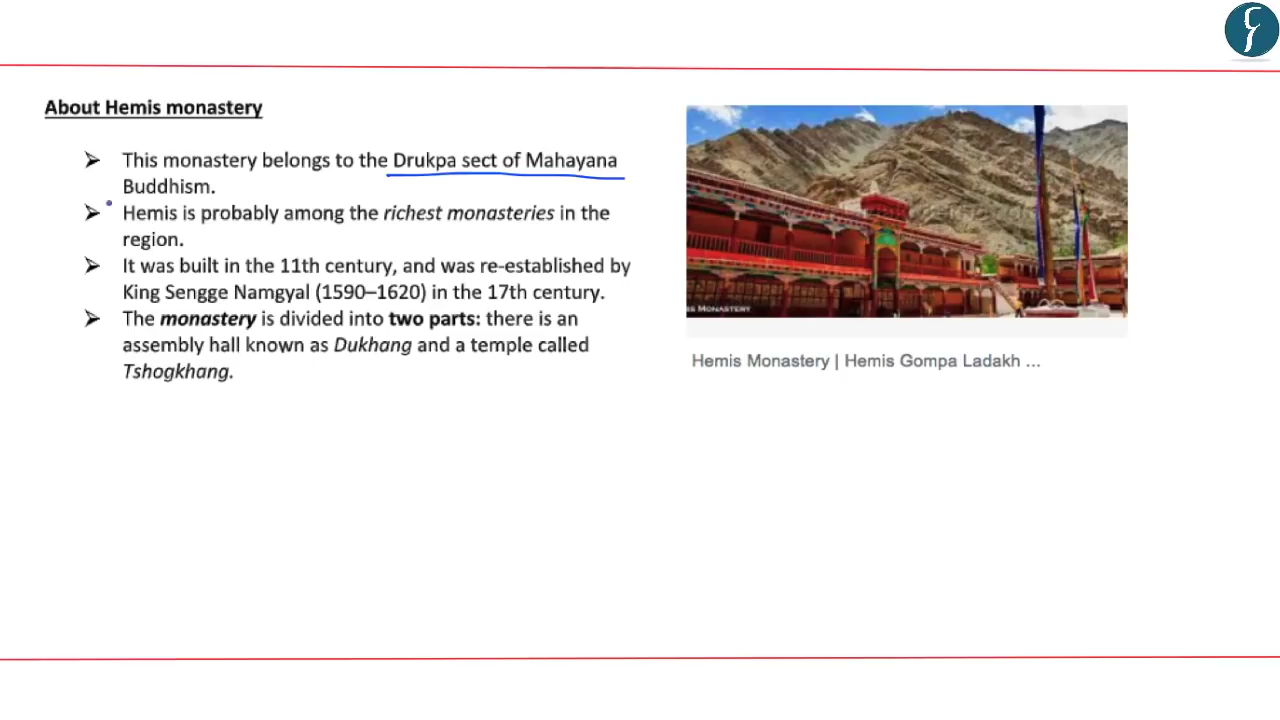 About Hemis monastery
➢ This monastery belongs to the Drukpa sect of Mahayana
Buddhism.
➢ Hemis is probably among the richest monasteries in the
region.
➢ It was built in the 11th century, and was re-established by
King Sengge Namgyal (1590–1620) in the 17th century.
➢ The monastery is divided into two parts: there is an
assembly hall known as Dukhang and a temple called
Tshogkhang.
MONASTERY
Hemis Monastery | Hemis Gompa Ladakh ...